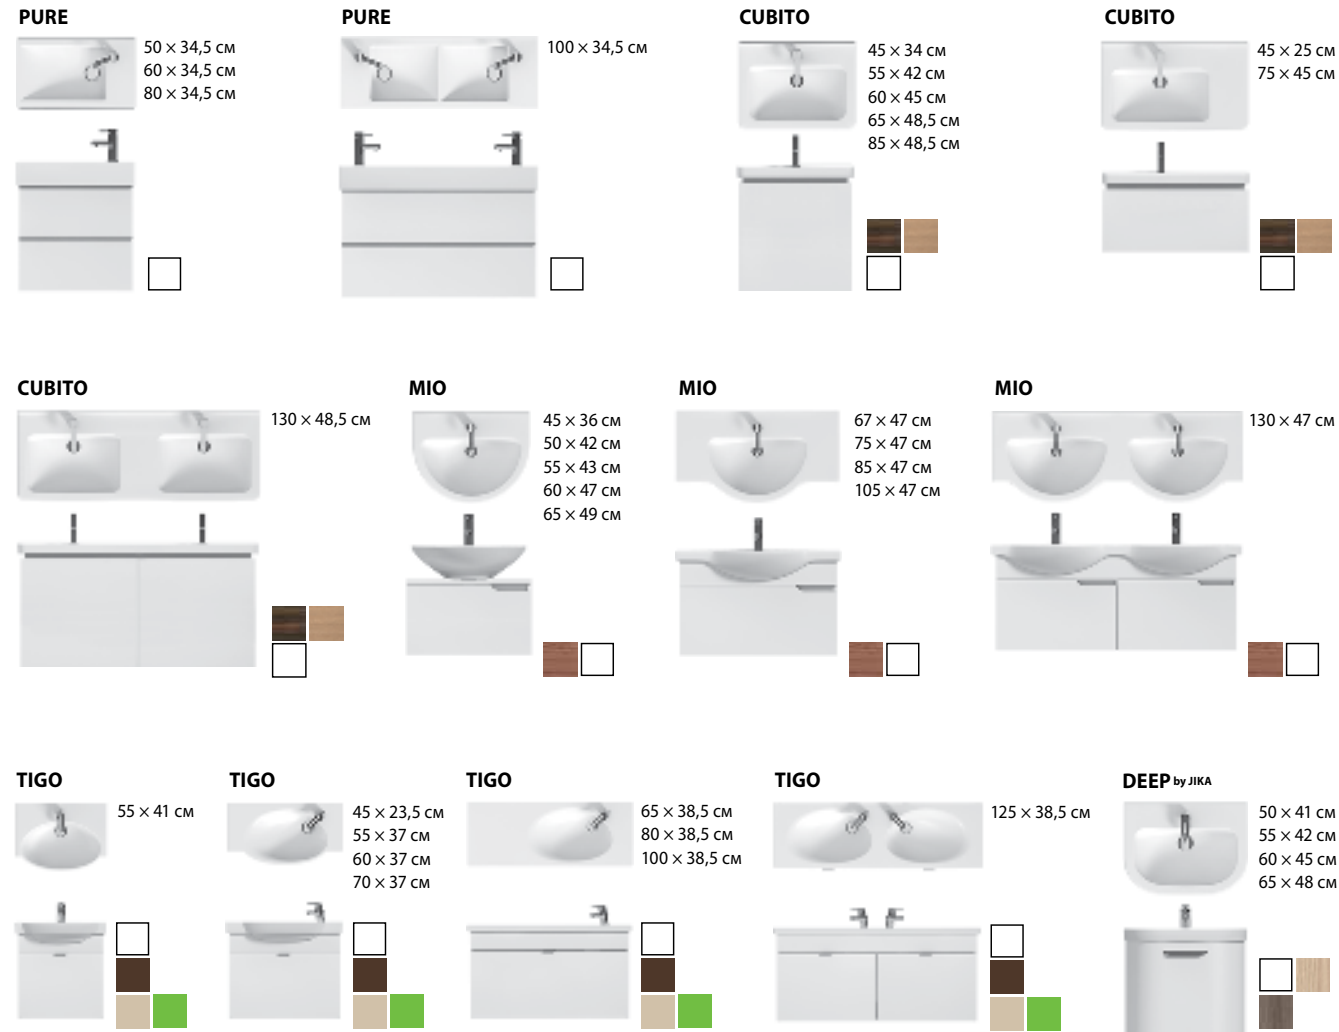 PURE
50 × 34,5 см
60 × 34,5 см
80 × 34,5 см
PURE
100 × 34,5 см
CUBITO
45 × 34 см
55 × 42 см
60 × 45 см
65 × 48,5 см
85 × 48,5 см
CUBITO
45 × 25 см
75 × 45 см
CUBITO
130 × 48,5 см
MIO
45 × 36 см
50 × 42 см
55 × 43 см
60 × 47 см
65 × 49 см
MIO
67 × 47 см
75 × 47 см
85 × 47 см
105 × 47 см
MIO
130 × 47 см
TIGO
55 × 41 см
TIGO
45 × 23,5 см
55 × 37 см
60 × 37 см
70 × 37 см
TIGO
65 × 38,5 см
80 × 38,5 см
100 × 38,5 см
TIGO
125 × 38,5 см
DEEP by JIKA
50 × 41 см
55 × 42 см
60 × 45 см
65 × 48 см